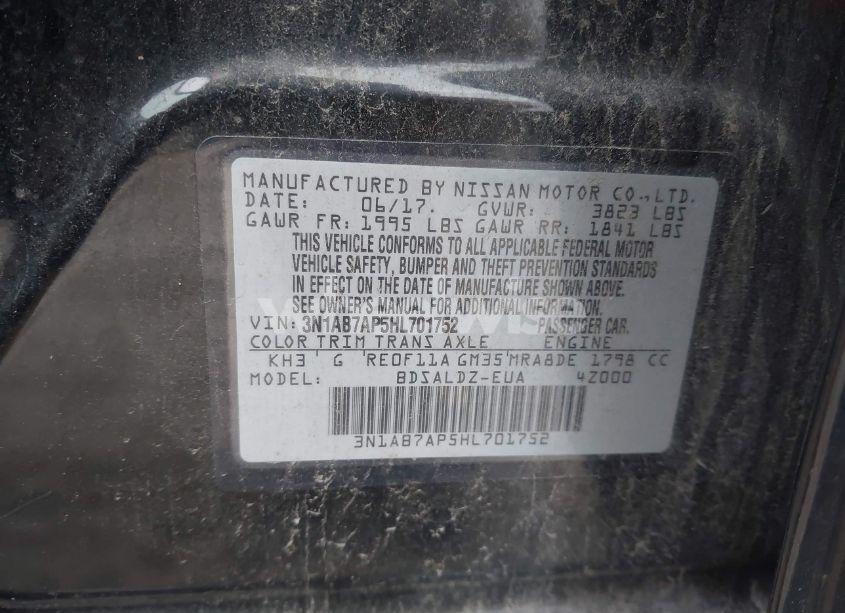 MANUFACTURED BY NISSAN MOTOR CO.,LTD.
DATE: 06/17. GVWR: 3823 LBS
GAWR FR: 1995 LBS GAWR RR: 1841 LBS
THIS VEHICLE CONFORMS TO ALL APPLICABLE FEDERAL MOTOR
VEHICLE SAFETY, BUMPER AND THEFT PREVENTION STANDARDS
IN EFFECT ON THE DATE OF MANUFACTURE SHOWN ABOVE.
SEE OWNER'S MANUAL FOR ADDITIONAL INFORMATION.
VIN: 3N1AB7AP5HL701752 PASSENGER CAR.
COLOR TRIM TRANS AXLE ENGINE
KH3 G RE0F11A GM35 MRA8DE 1798 CC
MODEL: BDSALDZ-EUA 4Z000
3N1AB7AP5HL701752